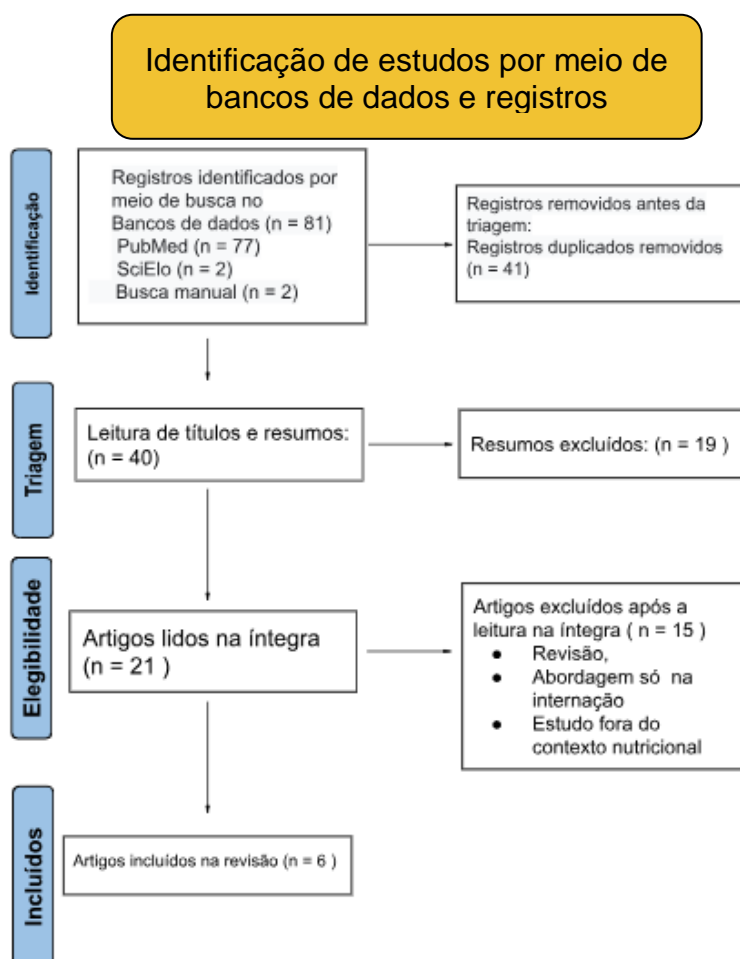 Identificação de estudos por meio de
bancos de dados e registros
Identificação
Registros identificados por
meio de busca no
Bancos de dados (n = 81)
PubMed (n = 77)
SciElo (n = 2)
Busca manual (n = 2)
Registros removidos antes da
triagem:
Registros duplicados removidos
(n = 41)
Triagem
Leitura de títulos e resumos:
(n = 40)
Resumos excluídos: (n = 19 )
Elegibilidade
Artigos lidos na íntegra
(n = 21 )
Artigos excluídos após a
leitura na íntegra ( n = 15 )
● Revisão,
● Abordagem só na
internação
● Estudo fora do
contexto nutricional
Incluídos
Artigos incluídos na revisão (n = 6 )